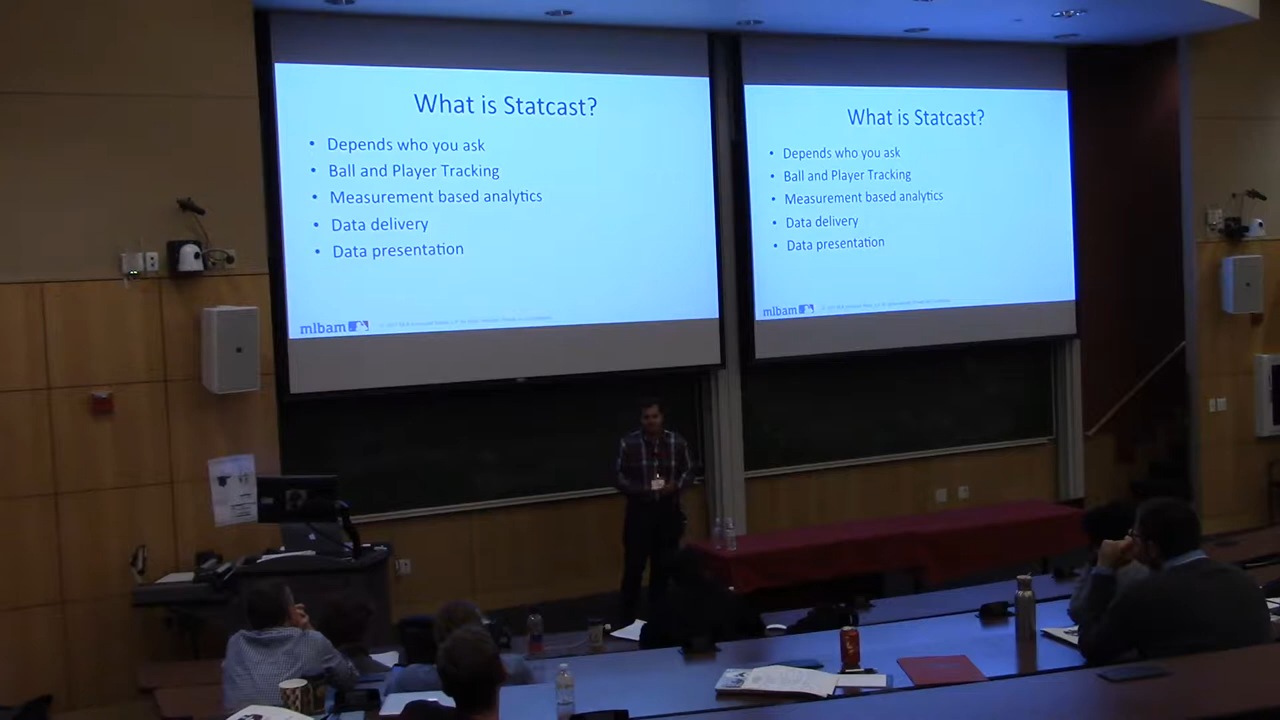 What is Statcast?
• Depends who you ask
• Ball and Player Tracking
• Measurement based analytics
• Data delivery
• Data presentation
mlbam
What is Statcast?
• Depends who you ask
• Ball and Player Tracking
• Measurement based analytics
• Data delivery
• Data presentation
mlbam